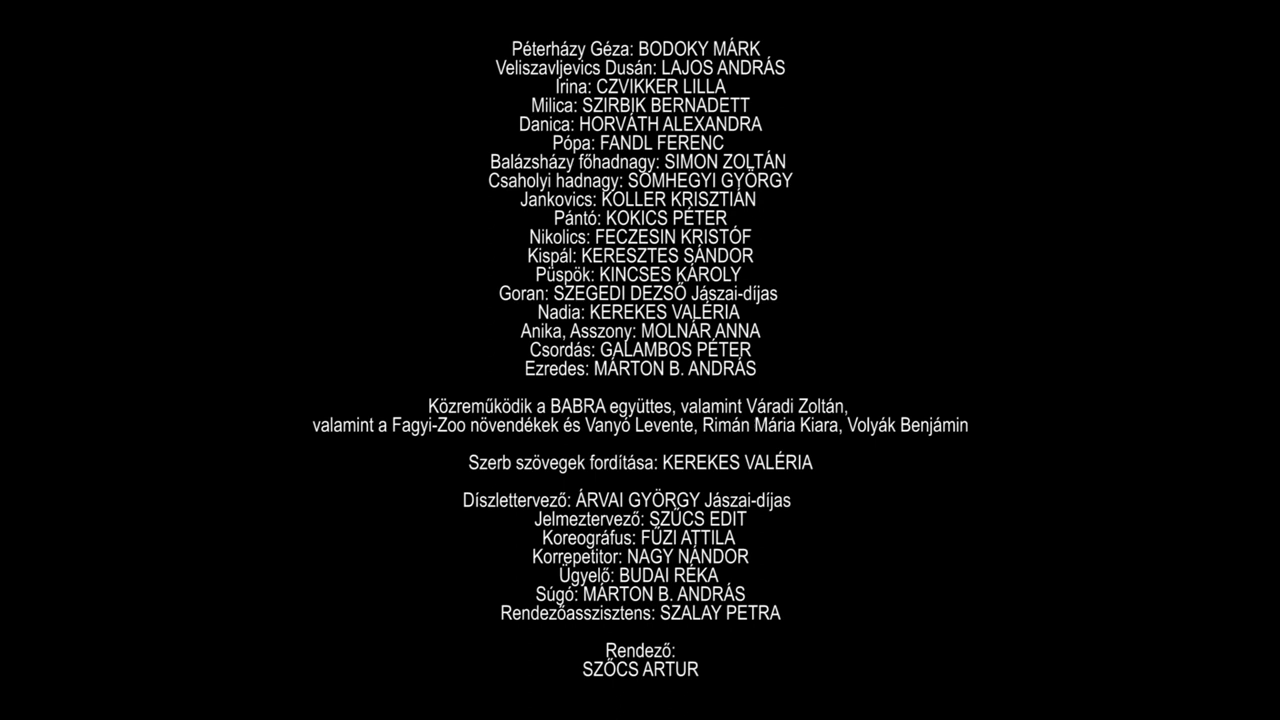 Péterházy Géza: BODOKY MÁRK
Veliszavljevics Dusán: LAJOS ANDRÁS
Irina: CZVIKKER LILLA
Milica: SZIRBIK BERNADETT
Danica: HORVÁTH ALEXANDRA
Pópa: FANDL FERENC
Balázsházy főhadnagy: SIMON ZOLTÁN
Csaholyi hadnagy: SOMHEGYI GYÖRGY
Jankovics: KOLLER KRISZTIÁN
Pántó: KOKICS PÉTER
Nikolics: FECZESIN KRISTÓF
Kispál: KERESZTES SÁNDOR
Püspök: KINCSES KÁROLY
Goran: SZEGEDI DEZSŐ Jászai-díjas
Nadia: KEREKES VALÉRIA
Anika, Asszony: MOLNÁR ANNA
Csordás: GALAMBOS PÉTER
Ezredes: MÁRTON B. ANDRÁS
Közreműködik a BABRA együttes, valamint Váradi Zoltán,
valamint a Fagyi-Zoo növendékek és Vanyó Levente, Rimán Mária Kiara, Volyák Benjámin
Szerb szövegek fordítása: KEREKES VALÉRIA
Díszlettervező: ÁRVAI GYÖRGY Jászai-díjas
Jelmeztervező: SZŰCS EDIT
Koreográfus: FŰZI ATTILA
Korrepetitor: NAGY NÁNDOR
Ügyelő: BUDAI RÉKA
Súgó: MÁRTON B. ANDRÁS
Rendezőasszisztens: SZALAY PETRA
Rendező:
SZŐCS ARTUR